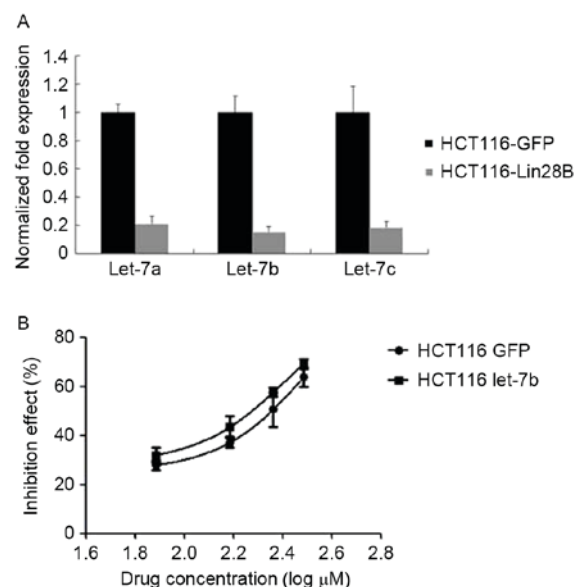 A
Normalized fold expression
1.4
1.2
1
0.8
0.6
0.4
0.2
0
Let-7a
Let-7b
Let-7c
HCT116-GFP
HCT116-Lin28B
B
Inhibition effect (%)
80
60
40
20
0
1.6
2.0
2.2
2.4
2.6
2.8
Drug concentration (log μM)
HCT116 GFP
HCT116 let-7b